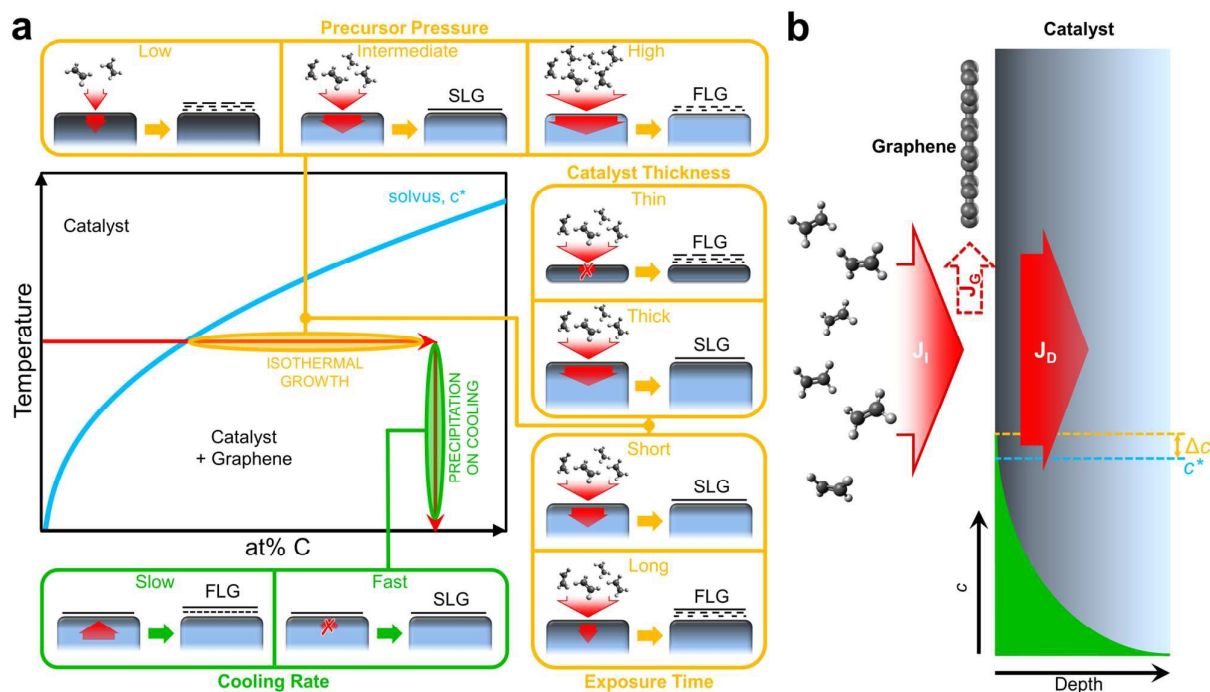 a
Precursor Pressure
Low
Intermediate
High
SLG
FLG
Temperature
Catalyst
solvus, c*
ISOTHERMAL
GROWTH
Catalyst
+ Graphene
PRECIPITATION
ON COOLING
at% C
Catalyst Thickness
Thin
FLG
Thick
SLG
Short
SLG
Long
FLG
Exposure Time
Slow
FLG
Fast
SLG
Cooling Rate
b
Catalyst
Graphene
J_I
J_G
J_D
Δc
c*
c
Depth